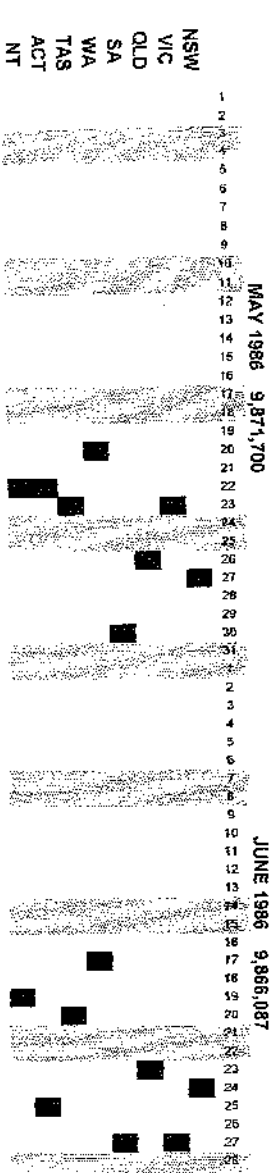 MAY 1986 9,871,700 JUNE 1986 9,866,087
1 2 3 4 5 6 7 8 9 10 11 12 13 14 15 16 17 18 19 20 21 22 23 24 25 26 27 28 29 30 31 1 2 3 4 5 6 7 8 9 10 11 12 13 14 15 16 17 18 19 20 21 22 23 24 25 26 27 28
NSW
VIC
QLD
SA
WA
TAS
ACT
NT